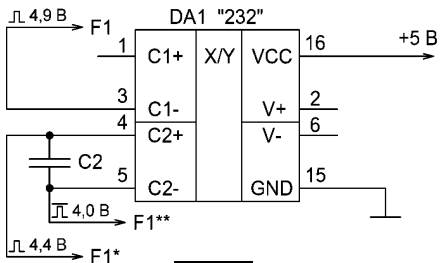 DA1 "232"
4,9 В F1
1 C1+ X/Y VCC 16 +5 В
3 C1- V+ 2
4 C2+ V- 6
C2
5 C2- GND 15
4,0 В F1**
4,4 В F1*